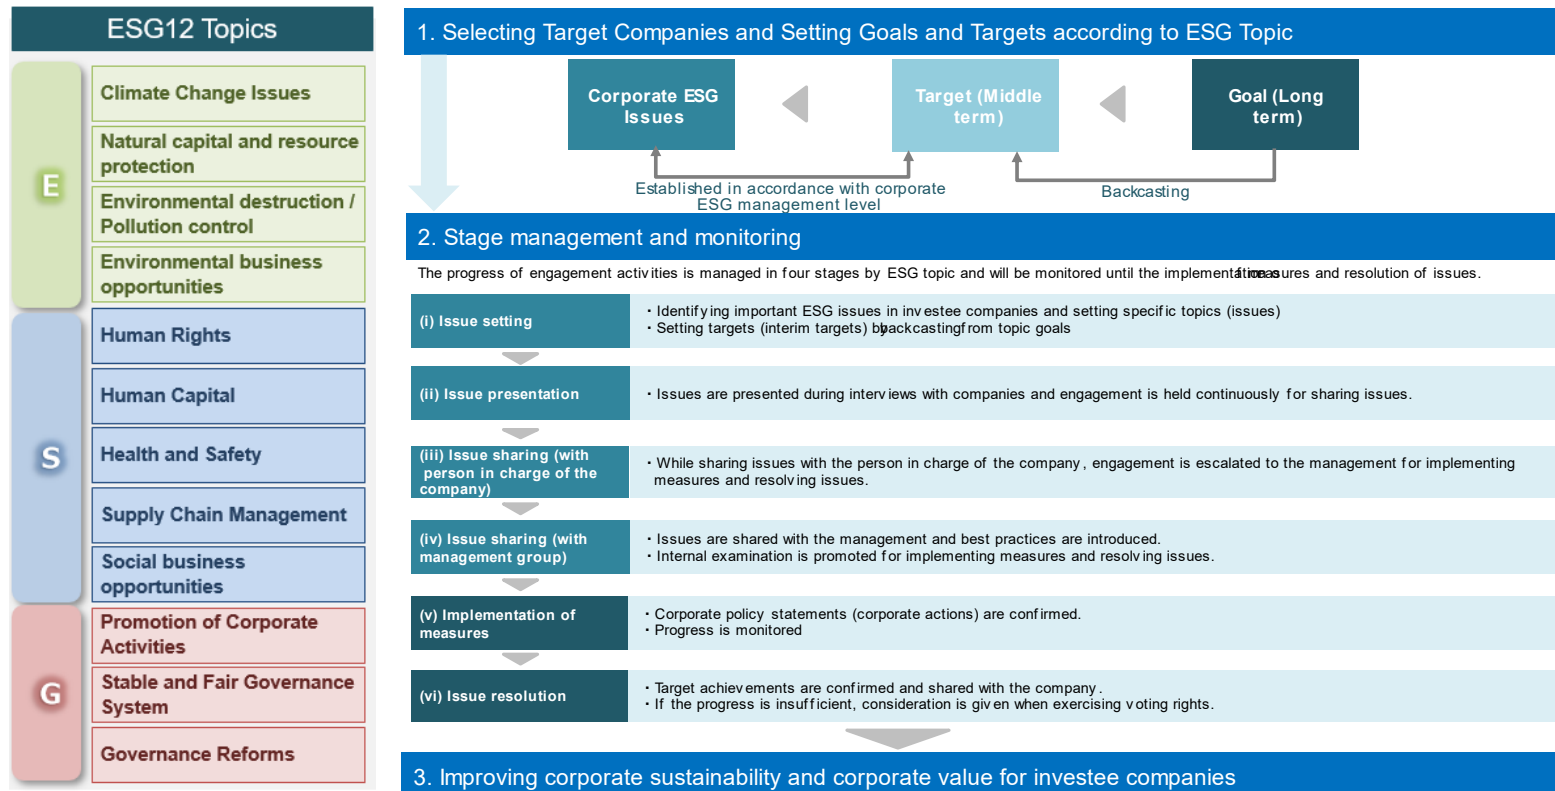 ESG12 Topics
E
Climate Change Issues
Natural capital and resource
protection
Environmental destruction /
Pollution control
Environmental business
opportunities
S
Human Rights
Human Capital
Health and Safety
Supply Chain Management
Social business
opportunities
G
Promotion of Corporate
Activities
Stable and Fair Governance
System
Governance Reforms
1. Selecting Target Companies and Setting Goals and Targets according to ESG Topic
Corporate ESG
Issues
Target (Middle
term)
Goal (Long
term)
Established in accordance with corporate
ESG management level
Backcasting
2. Stage management and monitoring
The progress of engagement activities is managed in four stages by ESG topic and will be monitored until the implementation of measures and resolution of issues.
(i) Issue setting
・Identifying important ESG issues in investee companies and setting specific topics (issues)
・Setting targets (interim targets) by backcasting from topic goals
(ii) Issue presentation
・Issues are presented during interviews with companies and engagement is held continuously for sharing issues.
(iii) Issue sharing (with
person in charge of the
company)
・While sharing issues with the person in charge of the company, engagement is escalated to the management for implementing
measures and resolving issues.
(iv) Issue sharing (with
management group)
・Issues are shared with the management and best practices are introduced.
・Internal examination is promoted for implementing measures and resolving issues.
(v) Implementation of
measures
・Corporate policy statements (corporate actions) are confirmed.
・Progress is monitored
(vi) Issue resolution
・Target achievements are confirmed and shared with the company.
・If the progress is insufficient, consideration is given when exercising voting rights.
3. Improving corporate sustainability and corporate value for investee companies